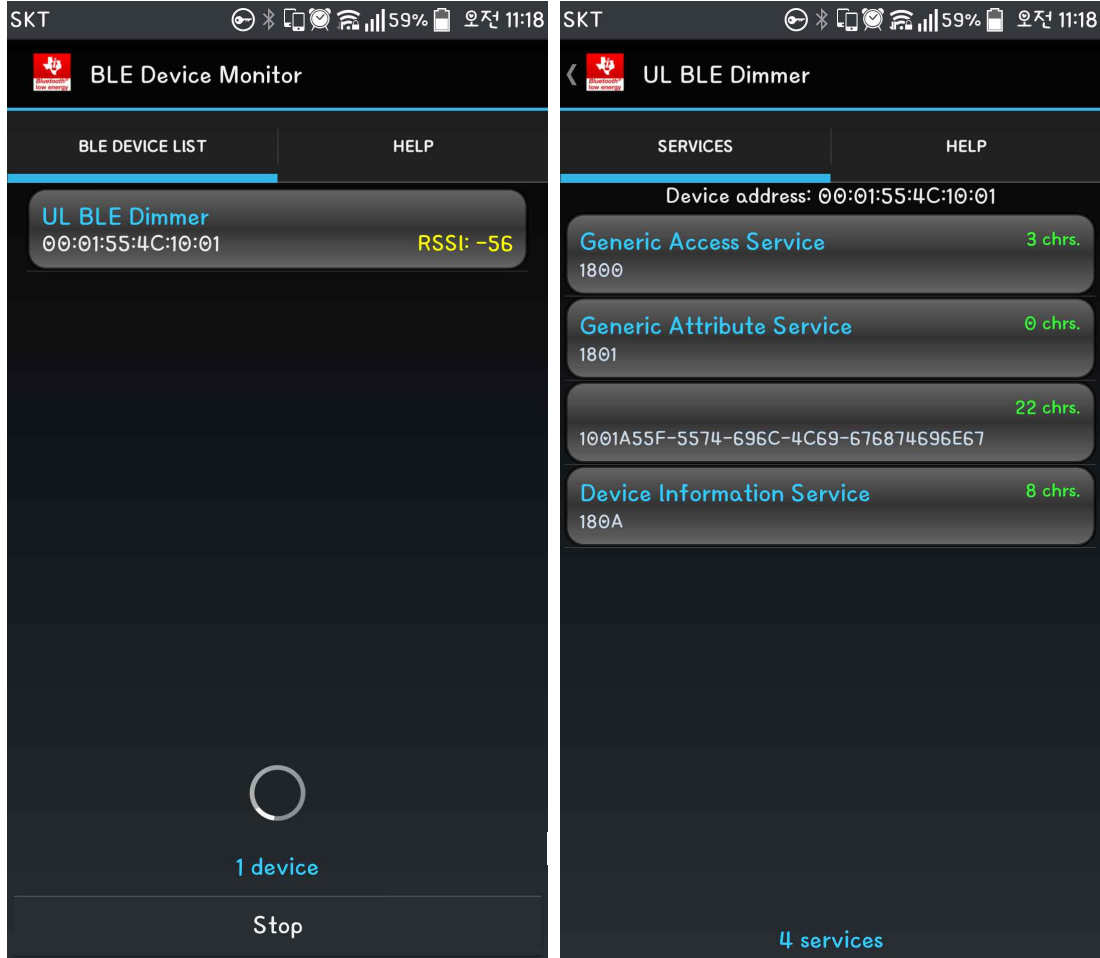 SKT 59% 오전 11:18
BLE Device Monitor
BLE DEVICE LIST HELP
UL BLE Dimmer
00:01:55:4C:10:01 RSSI: -56
1 device
Stop
SKT 59% 오전 11:18
UL BLE Dimmer
SERVICES HELP
Device address: 00:01:55:4C:10:01
Generic Access Service 3 chrs.
1800
Generic Attribute Service 0 chrs.
1801
22 chrs.
1001A55F-5574-696C-4C69-676874696E67
Device Information Service 8 chrs.
180A
4 services